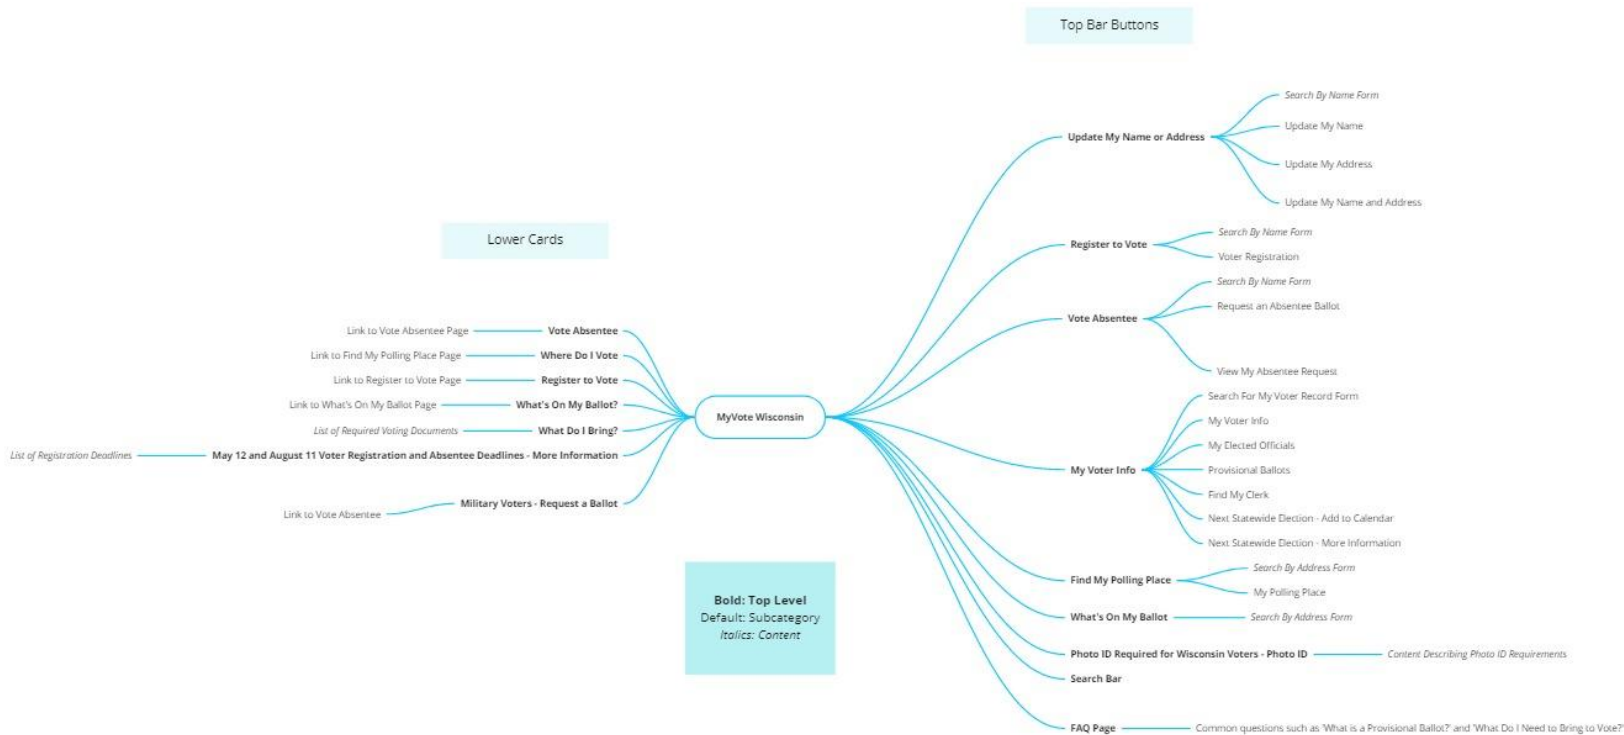 Top Bar Buttons
Search By Name Form
Update My Name or Address
Update My Name
Update My Address
Update My Name and Address
Register to Vote
Search By Name Form
Voter Registration
Vote Absentee
Search By Name Form
Request an Absentee Ballot
View My Absentee Request
My Voter Info
Search For My Voter Record Form
My Voter Info
My Elected Officials
Provisional Ballots
Find My Clerk
Next Statewide Election - Add to Calendar
Next Statewide Election - More Information
Find My Polling Place
Search By Address Form
My Polling Place
What's On My Ballot
Search By Address Form
Photo ID Required for Wisconsin Voters - Photo ID
Content Describing Photo ID Requirements
Search Bar
FAQ Page
Common questions such as 'What is a Provisional Ballot?' and 'What Do I Need to Bring to Vote?'
MyVote Wisconsin
Lower Cards
Link to Vote Absentee Page
Vote Absentee
Link to Find My Polling Place Page
Where Do I Vote
Link to Register to Vote Page
Register to Vote
Link to What's On My Ballot Page
What's On My Ballot?
List of Required Voting Documents
What Do I Bring?
List of Registration Deadlines
May 12 and August 11 Voter Registration and Absentee Deadlines - More Information
Link to Vote Absentee
Military Voters - Request a Ballot
Bold: Top Level
Default: Subcategory
Italics: Content